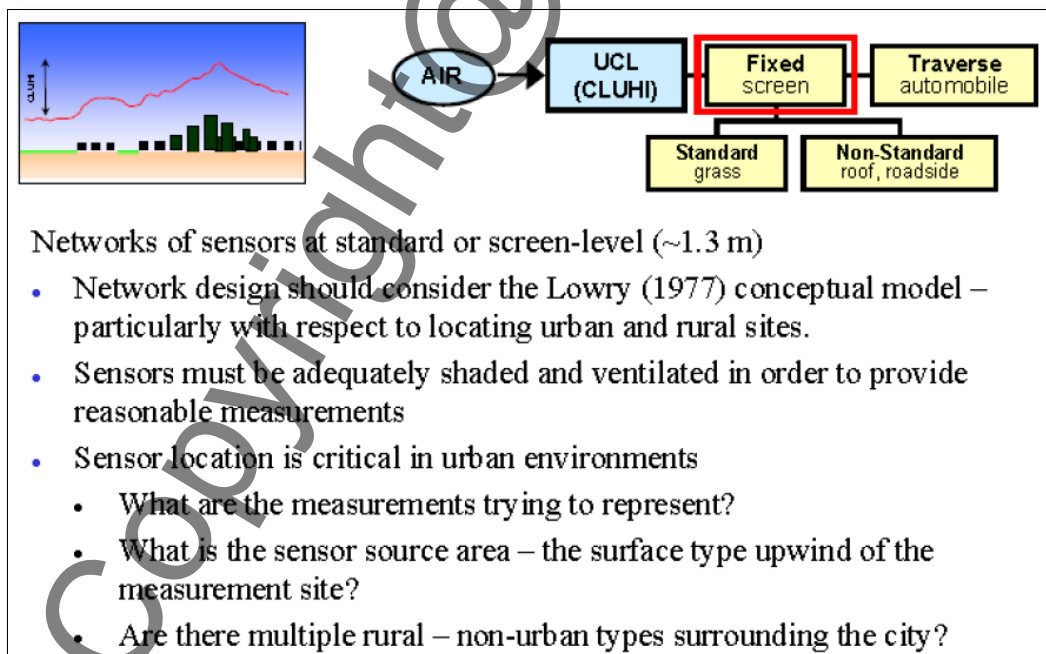 CLUHI
AIR
UCL
(CLUHI)
Fixed
screen
Traverse
automobile
Standard
grass
Non-Standard
roof, roadside
Networks of sensors at standard or screen-level (~1.3 m)
• Network design should consider the Lowry (1977) conceptual model –
particularly with respect to locating urban and rural sites.
• Sensors must be adequately shaded and ventilated in order to provide
reasonable measurements
• Sensor location is critical in urban environments
• What are the measurements trying to represent?
• What is the sensor source area – the surface type upwind of the
measurement site?
• Are there multiple rural – non-urban types surrounding the city?
Copyright@